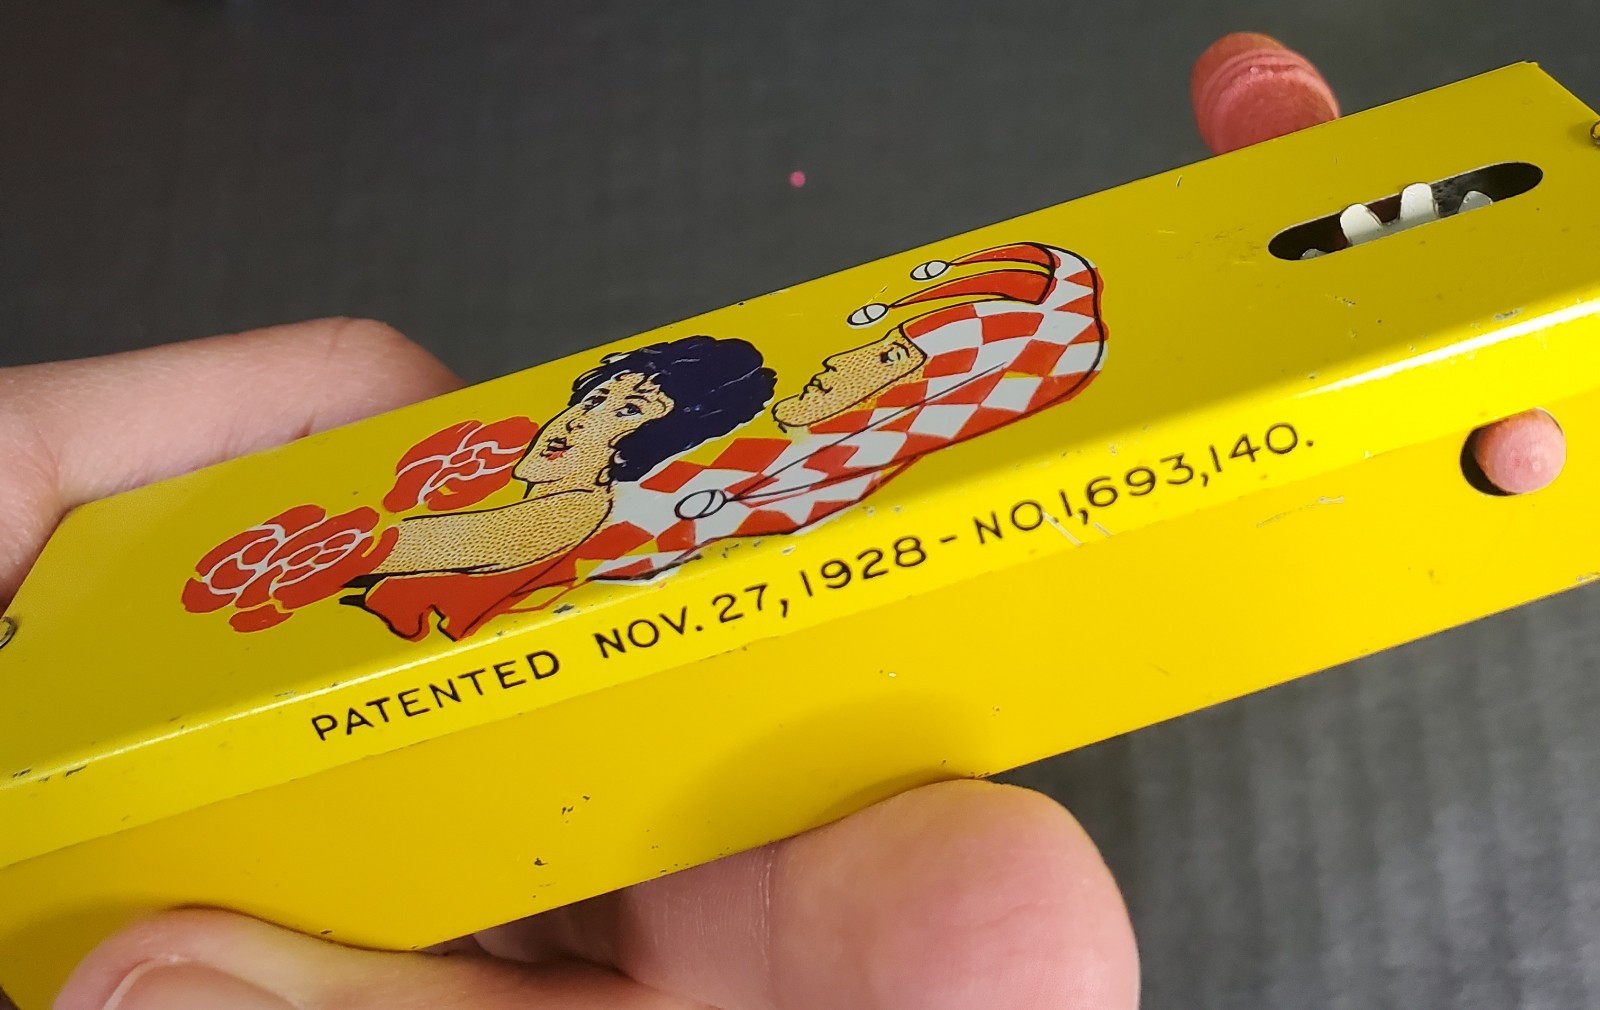 PATENTED NOV. 27, 1928 - NO 1,693,140.